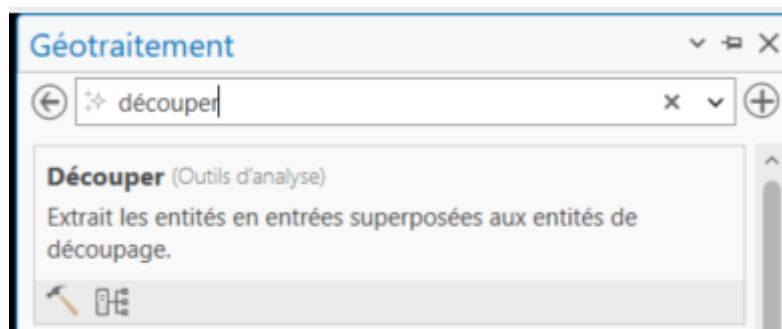 Géotraitement
découper
Découper (Outils d'analyse)
Extrait les entités en entrées superposées aux entités de
découpage.